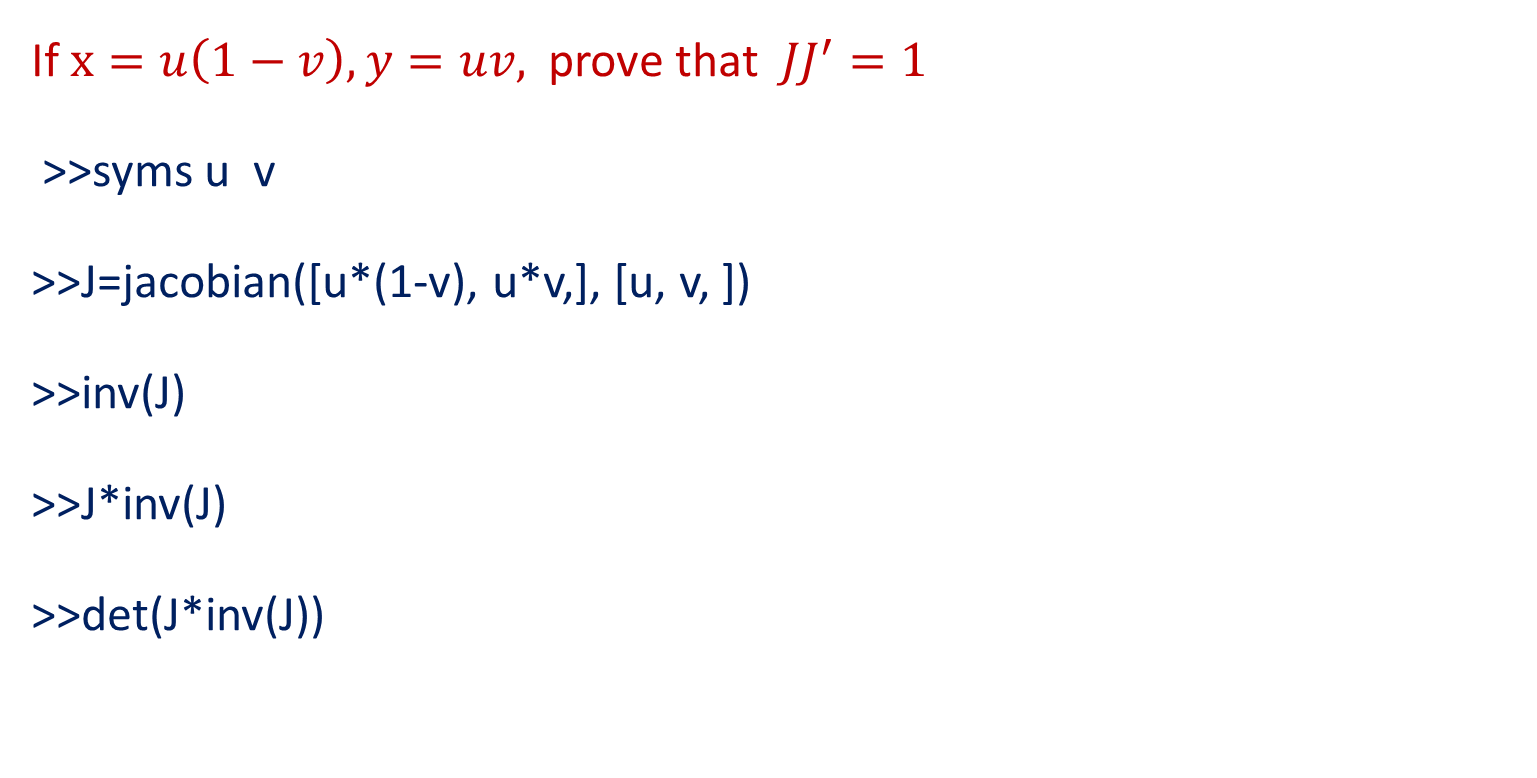 If x = u(1 − v), y = uv, prove that JJ′ = 1
>>syms u v
>>J=jacobian([u*(1-v), u*v,], [u, v, ])
>>inv(J)
>>J*inv(J)
>>det(J*inv(J))